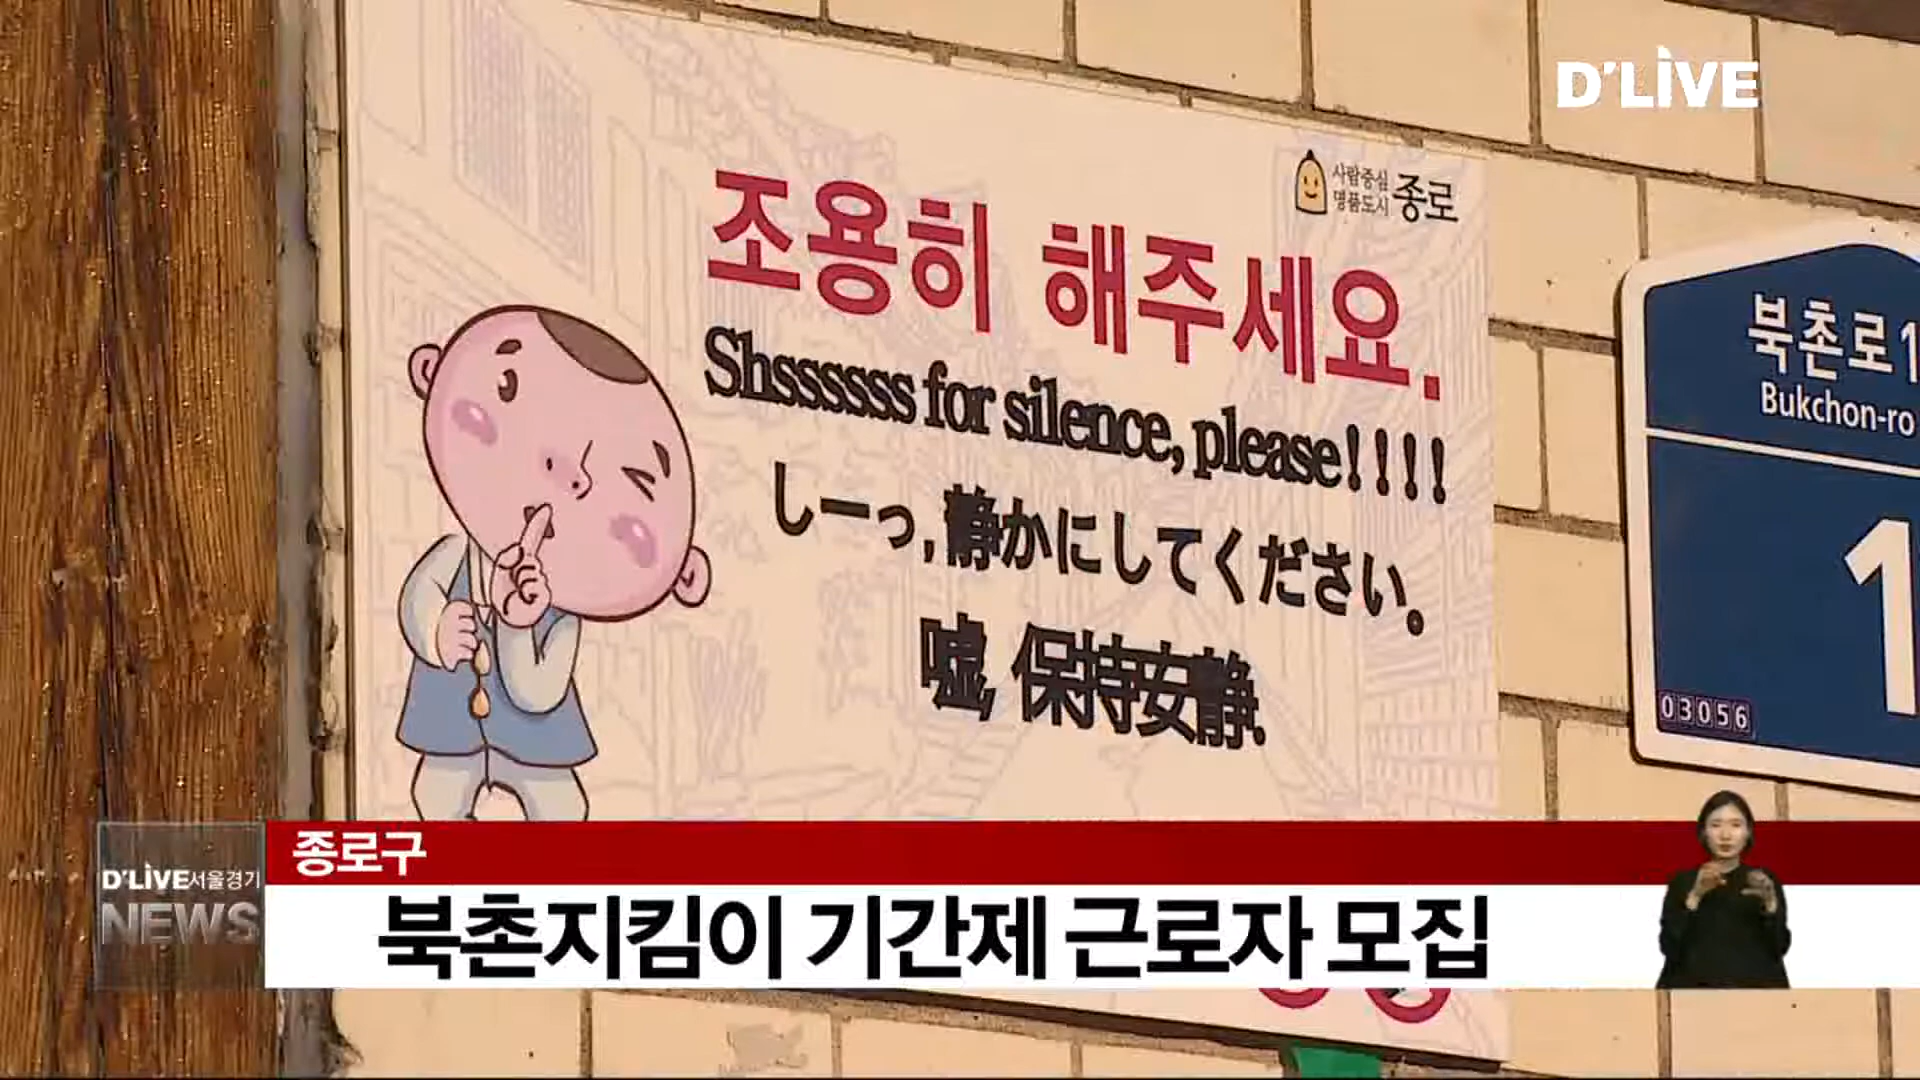 D'LIVE
사람중심
명품도시
종로
조용히 해주세요.
Shssssss for silence, please!!!!
しーっ,静かにしてください。
嘘, 保持安静.
북촌로1
Bukchon-ro
1
03056
종로구
D'LIVE서울경기
NEWS
북촌지킴이 기간제 근로자 모집